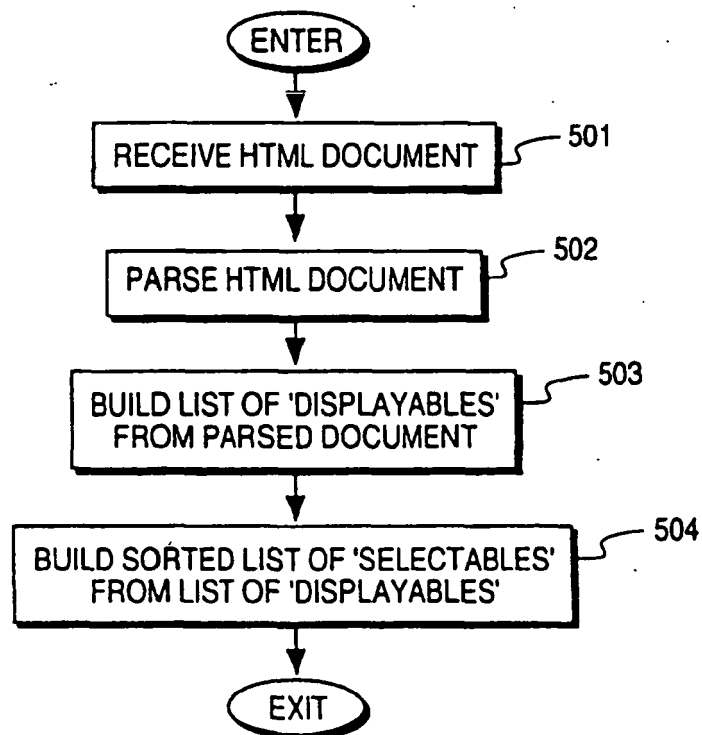 ENTER
RECEIVE HTML DOCUMENT
501
PARSE HTML DOCUMENT
502
BUILD LIST OF 'DISPLAYABLES'
FROM PARSED DOCUMENT
503
BUILD SORTED LIST OF 'SELECTABLES'
FROM LIST OF 'DISPLAYABLES'
504
EXIT